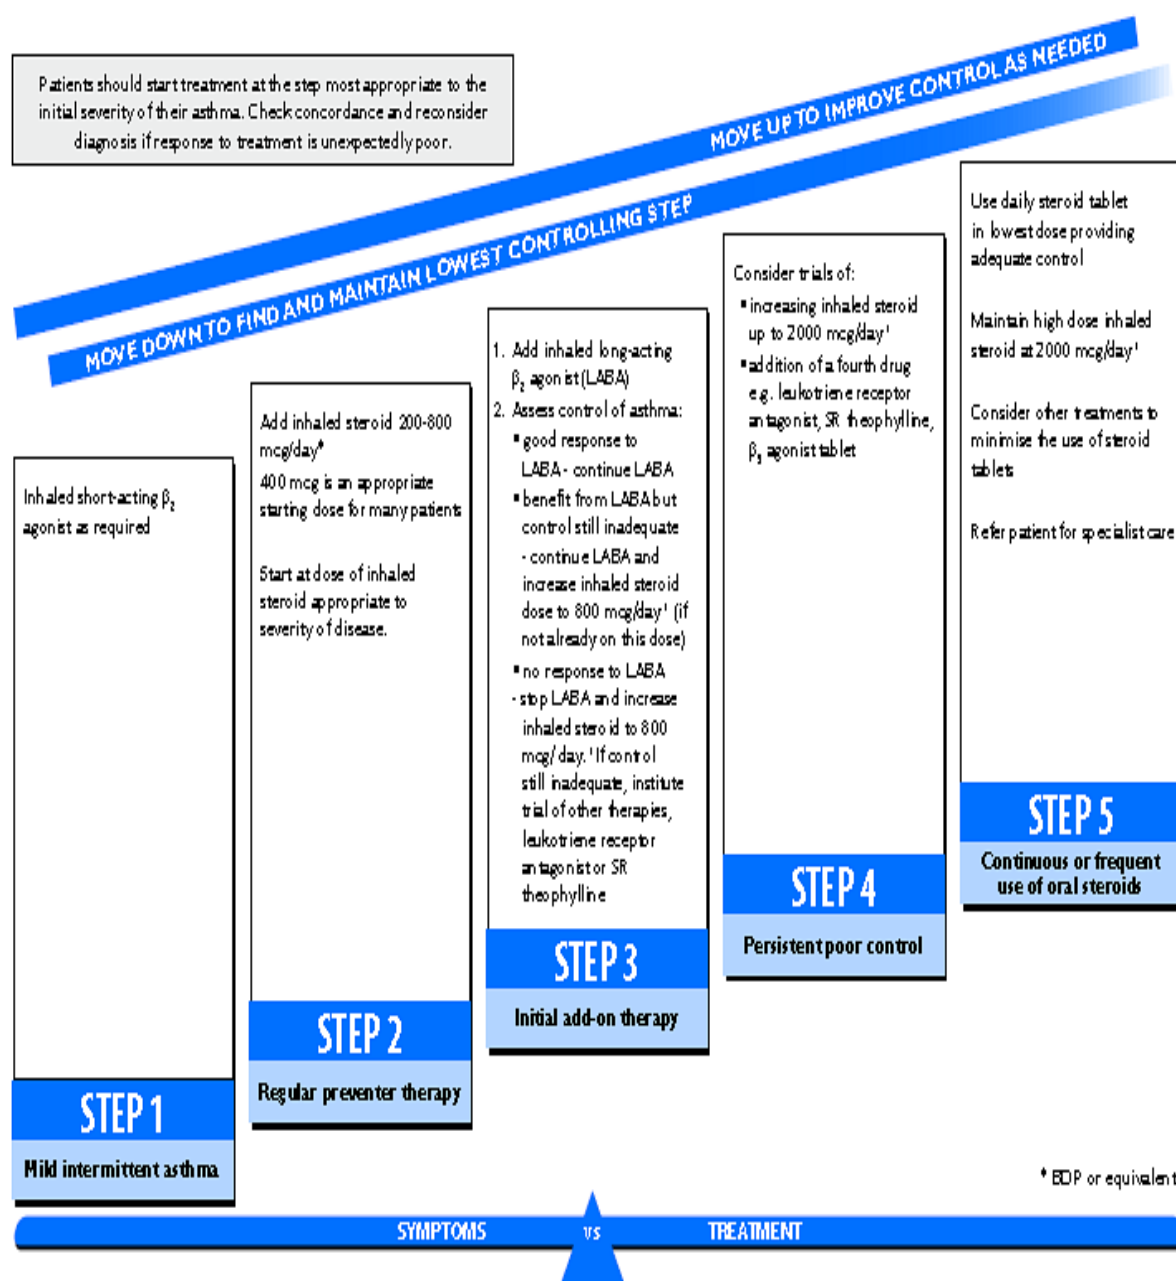 Patients should start treatment at the step most appropriate to the
initial severity of their asthma. Check concordance and reconsider
diagnosis if response to treatment is unexpectedly poor.
MOVE UP TO IMPROVE CONTROL AS NEEDED
MOVE DOWN TO FIND AND MAINTAIN LOWEST CONTROLLING STEP
Inhaled short-acting β₂
agonist as required
STEP 1
Mild intermittent asthma
Add inhaled steroid 200-800
mcg/day*
400 mcg is an appropriate
starting dose for many patients
Start at dose of inhaled
steroid appropriate to
severity of disease.
STEP 2
Regular preventer therapy
1. Add inhaled long-acting
β₂ agonist (LABA)
2. Assess control of asthma:
▪ good response to
LABA - continue LABA
▪ benefit from LABA but
control still inadequate
- continue LABA and
increase inhaled steroid
dose to 800 mcg/day* (if
not already on this dose)
▪ no response to LABA
- stop LABA and increase
inhaled steroid to 800
mcg/ day.* If control
still inadequate, institute
trial of other therapies,
leukotriene receptor
antagonist or SR
theophylline
STEP 3
Initial add-on therapy
Consider trials of:
▪ increasing inhaled steroid
up to 2000 mcg/day*
▪ addition of a fourth drug
e.g. leukotriene receptor
antagonist, SR theophylline,
β₂ agonist tablet
STEP 4
Persistent poor control
Use daily steroid tablet
in lowest dose providing
adequate control
Maintain high dose inhaled
steroid at 2000 mcg/day*
Consider other treatments to
minimise the use of steroid
tablets
Refer patient for specialist care
STEP 5
Continuous or frequent
use of oral steroids
* BDP or equivalent
SYMPTOMS vs TREATMENT